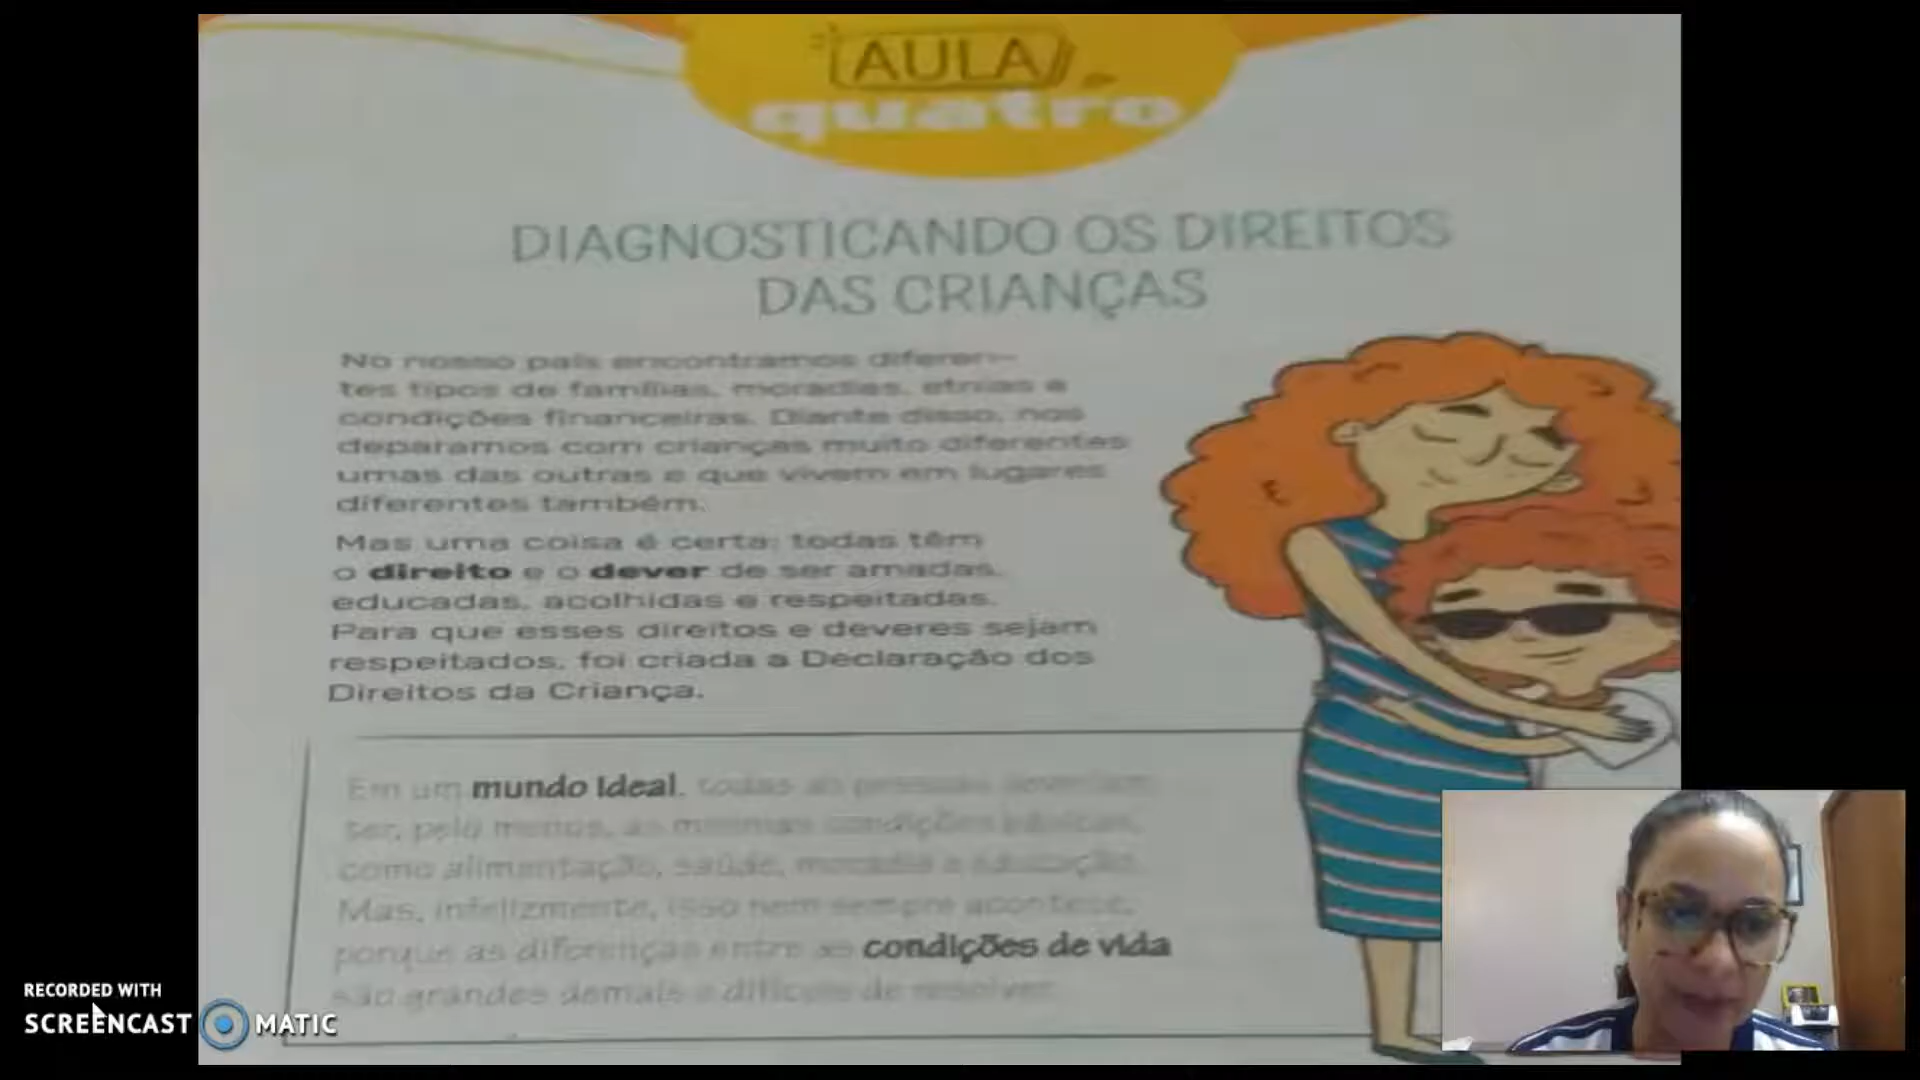 AULA
quatro
DIAGNOSTICANDO OS DIREITOS
DAS CRIANÇAS
No nosso país encontramos diferen-
tes tipos de famílias, moradias, etnias e
condições financeiras. Diante disso, nos
deparamos com crianças muito diferentes
umas das outras e que vivem em lugares
diferentes também.
Mas uma coisa é certa: todas têm
o direito e o dever de ser amadas,
educadas, acolhidas e respeitadas.
Para que esses direitos e deveres sejam
respeitados, foi criada a Declaração dos
Direitos da Criança.
Em um mundo ideal, todas as pessoas deveriam
ter, pelo menos, as mesmas condições básicas,
como alimentação, saúde, moradia e educação.
Mas, infelizmente, isso nem sempre acontece,
porque as diferenças entre as condições de vida
são grandes demais e difíceis de resolver.
RECORDED WITH
SCREENCAST MATIC